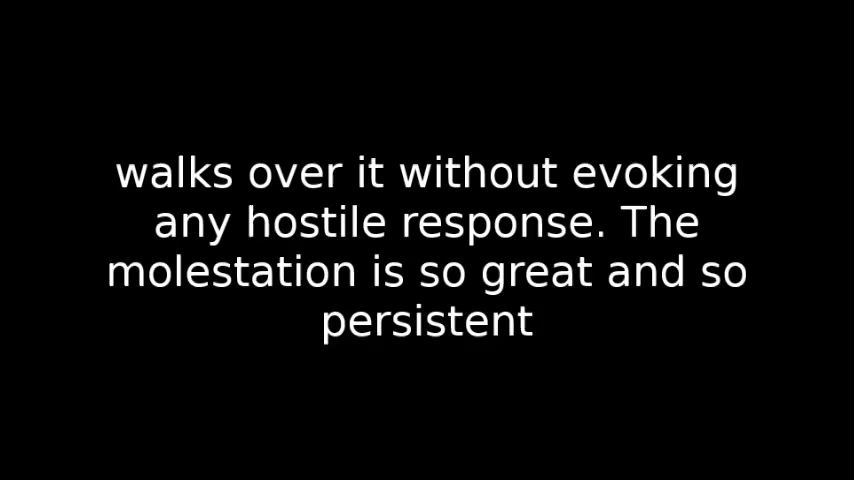 walks over it without evoking
any hostile response. The
molestation is so great and so
persistent